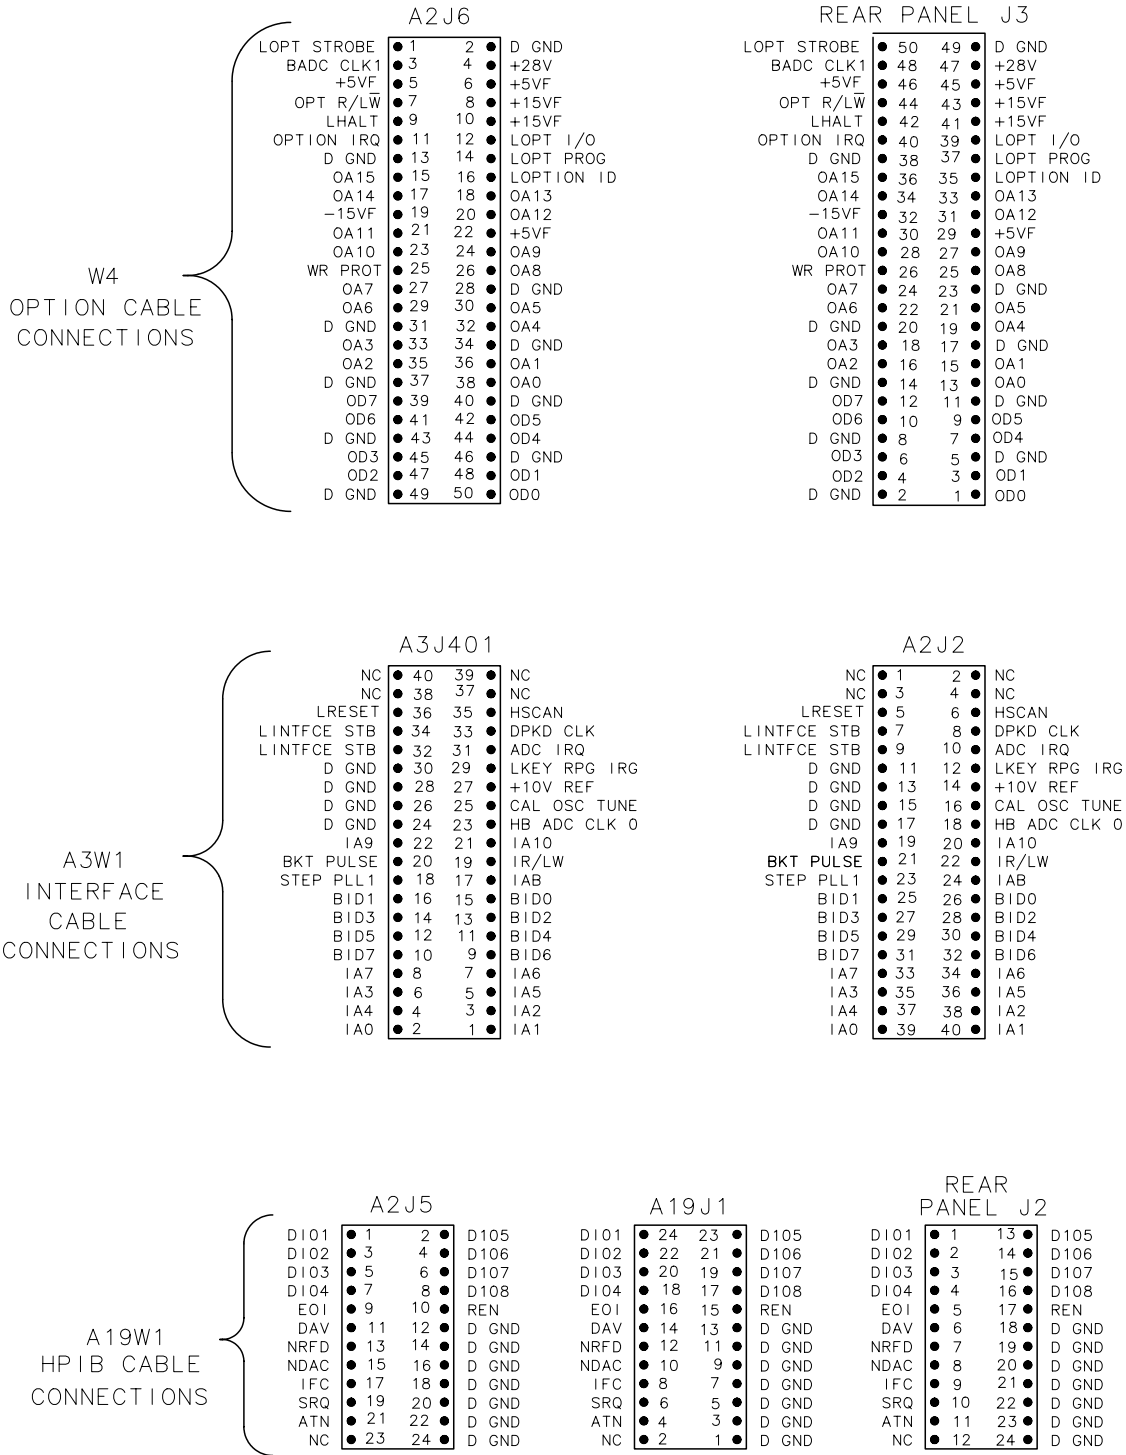 A2J6
LOPT STROBE 1 2 D GND
BADC CLK1 3 4 +28V
+5VF 5 6 +5VF
OPT R/LW̅ 7 8 +15VF
LHALT 9 10 +15VF
OPTION IRQ 11 12 LOPT I/O
D GND 13 14 LOPT PROG
OA15 15 16 LOPTION ID
OA14 17 18 OA13
-15VF 19 20 OA12
OA11 21 22 +5VF
OA10 23 24 OA9
WR PROT 25 26 OA8
OA7 27 28 D GND
OA6 29 30 OA5
D GND 31 32 OA4
OA3 33 34 D GND
OA2 35 36 OA1
D GND 37 38 OA0
OD7 39 40 D GND
OD6 41 42 OD5
D GND 43 44 OD4
OD3 45 46 D GND
OD2 47 48 OD1
D GND 49 50 OD0
W4
OPTION CABLE
CONNECTIONS
REAR PANEL J3
LOPT STROBE 50 49 D GND
BADC CLK1 48 47 +28V
+5VF 46 45 +5VF
OPT R/LW̅ 44 43 +15VF
LHALT 42 41 +15VF
OPTION IRQ 40 39 LOPT I/O
D GND 38 37 LOPT PROG
OA15 36 35 LOPTION ID
OA14 34 33 OA13
-15VF 32 31 OA12
OA11 30 29 +5VF
OA10 28 27 OA9
WR PROT 26 25 OA8
OA7 24 23 D GND
OA6 22 21 OA5
D GND 20 19 OA4
OA3 18 17 D GND
OA2 16 15 OA1
D GND 14 13 OA0
OD7 12 11 D GND
OD6 10 9 OD5
D GND 8 7 OD4
OD3 6 5 D GND
OD2 4 3 OD1
D GND 2 1 OD0
A3J401
NC 40 39 NC
NC 38 37 NC
LRESET 36 35 HSCAN
LINTFCE STB 34 33 DPKD CLK
LINTFCE STB 32 31 ADC IRQ
D GND 30 29 LKEY RPG IRG
D GND 28 27 +10V REF
D GND 26 25 CAL OSC TUNE
D GND 24 23 HB ADC CLK 0
IA9 22 21 IA10
BKT PULSE 20 19 IR/LW
STEP PLL1 18 17 IAB
BID1 16 15 BID0
BID3 14 13 BID2
BID5 12 11 BID4
BID7 10 9 BID6
IA7 8 7 IA6
IA3 6 5 IA5
IA4 4 3 IA2
IA0 2 1 IA1
A3W1
INTERFACE
CABLE
CONNECTIONS
A2J2
NC 1 2 NC
NC 3 4 NC
LRESET 5 6 HSCAN
LINTFCE STB 7 8 DPKD CLK
LINTFCE STB 9 10 ADC IRQ
D GND 11 12 LKEY RPG IRG
D GND 13 14 +10V REF
D GND 15 16 CAL OSC TUNE
D GND 17 18 HB ADC CLK 0
IA9 19 20 IA10
BKT PULSE 21 22 IR/LW
STEP PLL1 23 24 IAB
BID1 25 26 BID0
BID3 27 28 BID2
BID5 29 30 BID4
BID7 31 32 BID6
IA7 33 34 IA6
IA3 35 36 IA5
IA4 37 38 IA2
IA0 39 40 IA1
A2J5
DIO1 1 2 D105
DIO2 3 4 D106
DIO3 5 6 D107
DIO4 7 8 D108
EOI 9 10 REN
DAV 11 12 D GND
NRFD 13 14 D GND
NDAC 15 16 D GND
IFC 17 18 D GND
SRQ 19 20 D GND
ATN 21 22 D GND
NC 23 24 D GND
A19W1
HPIB CABLE
CONNECTIONS
A19J1
DIO1 24 23 D105
DIO2 22 21 D106
DIO3 20 19 D107
DIO4 18 17 D108
EOI 16 15 REN
DAV 14 13 D GND
NRFD 12 11 D GND
NDAC 10 9 D GND
IFC 8 7 D GND
SRQ 6 5 D GND
ATN 4 3 D GND
NC 2 1 D GND
REAR
PANEL J2
DIO1 1 13 D105
DIO2 2 14 D106
DIO3 3 15 D107
DIO4 4 16 D108
EOI 5 17 REN
DAV 6 18 D GND
NRFD 7 19 D GND
NDAC 8 20 D GND
IFC 9 21 D GND
SRQ 10 22 D GND
ATN 11 23 D GND
NC 12 24 D GND